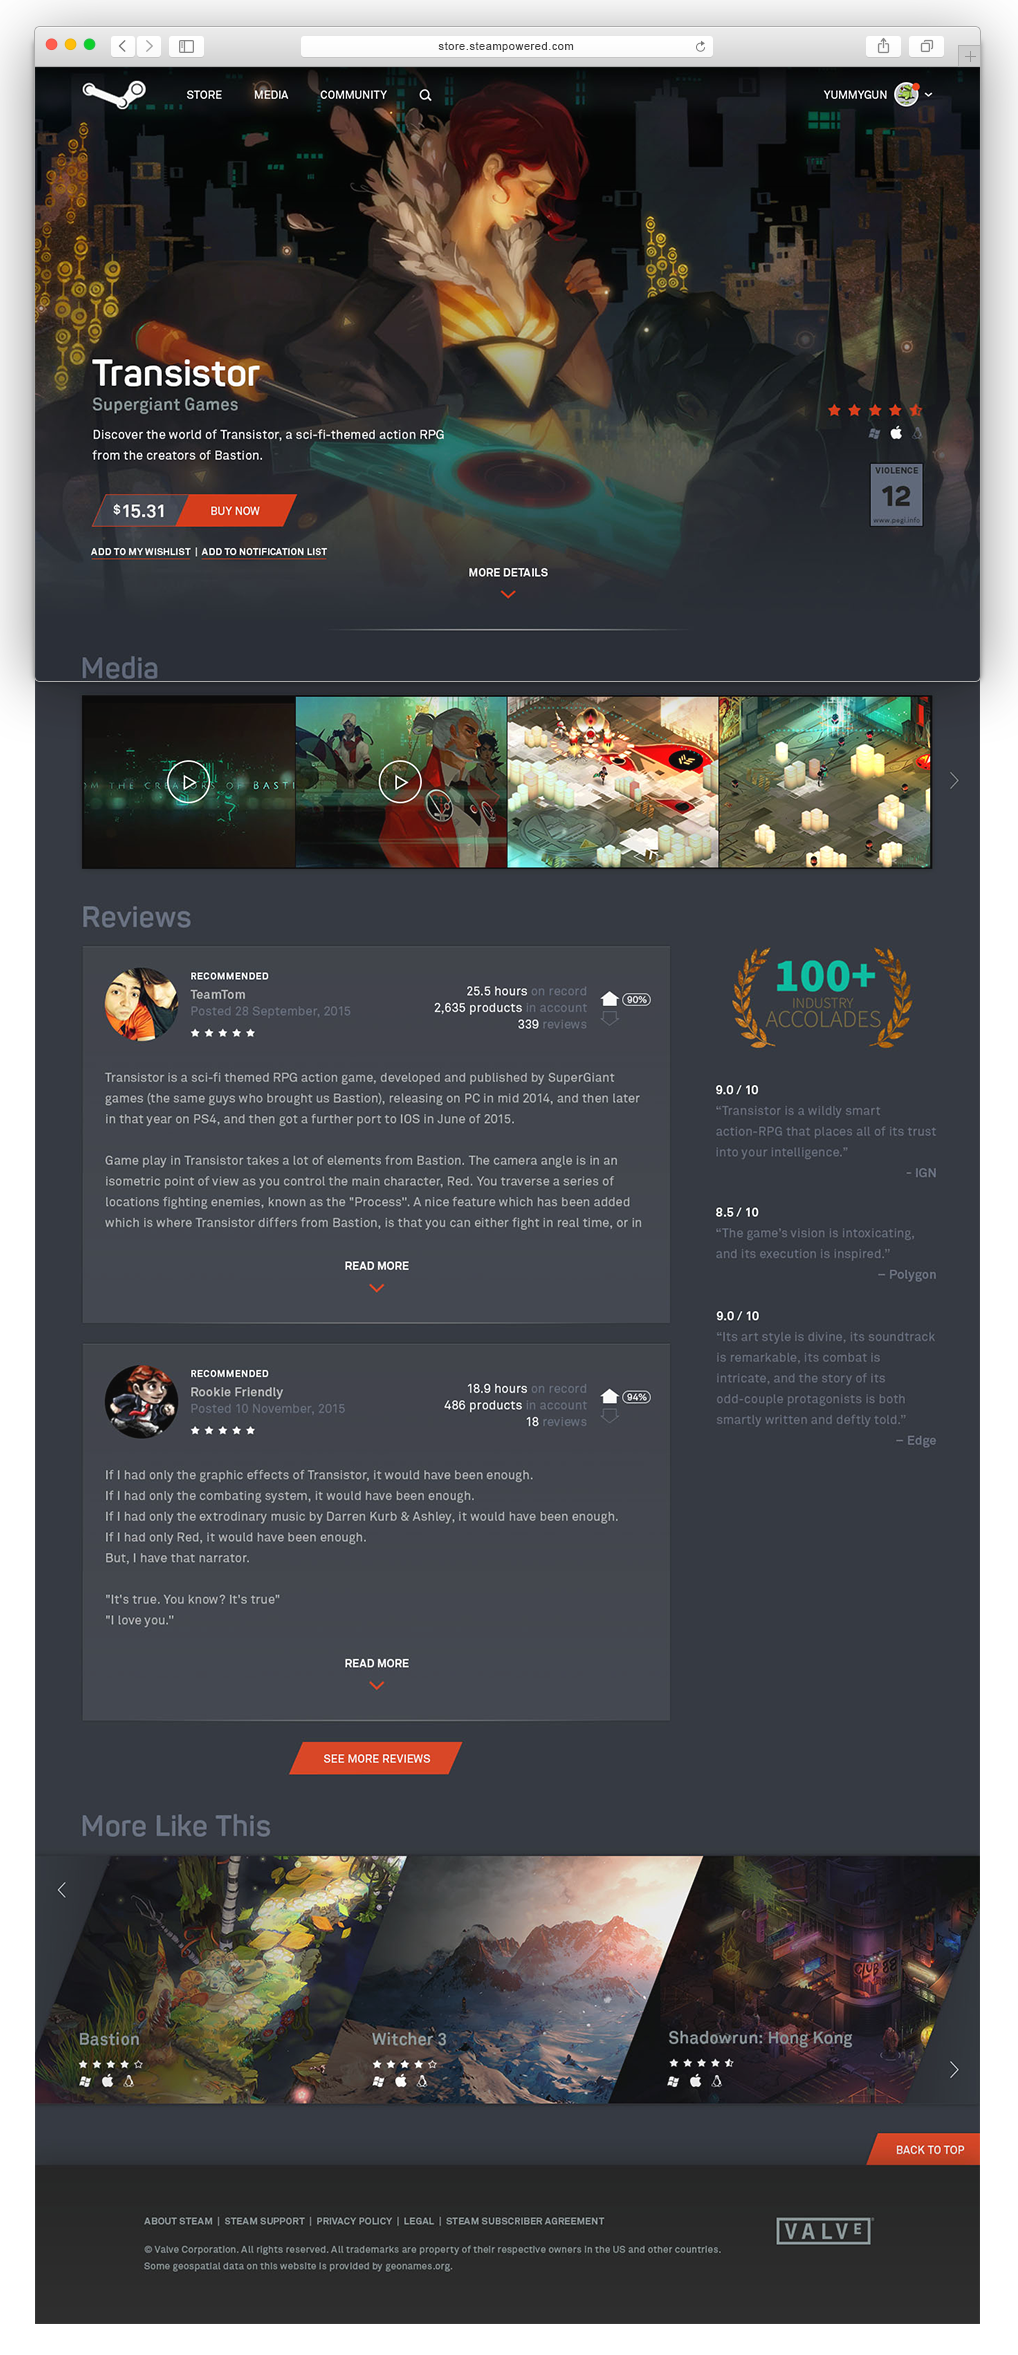 store.steampowered.com
STORE
MEDIA
COMMUNITY
YUMMYGUN
Transistor
Supergiant Games
Discover the world of Transistor, a sci-fi-themed action RPG
from the creators of Bastion.
$15.31
BUY NOW
ADD TO MY WISHLIST | ADD TO NOTIFICATION LIST
VIOLENCE
12
www.pegi.info
MORE DETAILS
Media
OM THE CREATORS OF BASTI
Reviews
RECOMMENDED
TeamTom
Posted 28 September, 2015
25.5 hours on record
2,635 products in account
339 reviews
90%
Transistor is a sci-fi themed RPG action game, developed and published by SuperGiant
games (the same guys who brought us Bastion), releasing on PC in mid 2014, and then later
in that year on PS4, and then got a further port to IOS in June of 2015.
Game play in Transistor takes a lot of elements from Bastion. The camera angle is in an
isometric point of view as you control the main character, Red. You traverse a series of
locations fighting enemies, known as the "Process". A nice feature which has been added
which is where Transistor differs from Bastion, is that you can either fight in real time, or in
READ MORE
100+
INDUSTRY
ACCOLADES
9.0 / 10
“Transistor is a wildly smart
action-RPG that places all of its trust
into your intelligence.”
- IGN
8.5 / 10
“The game's vision is intoxicating,
and its execution is inspired.”
– Polygon
9.0 / 10
“Its art style is divine, its soundtrack
is remarkable, its combat is
intricate, and the story of its
odd-couple protagonists is both
smartly written and deftly told.”
– Edge
RECOMMENDED
Rookie Friendly
Posted 10 November, 2015
18.9 hours on record
486 products in account
18 reviews
94%
If I had only the graphic effects of Transistor, it would have been enough.
If I had only the combating system, it would have been enough.
If I had only the extrodinary music by Darren Kurb & Ashley, it would have been enough.
If I had only Red, it would have been enough.
But, I have that narrator.
"It's true. You know? It's true"
"I love you."
READ MORE
SEE MORE REVIEWS
More Like This
CLUB 88
Bastion
Witcher 3
Shadowrun: Hong Kong
BACK TO TOP
ABOUT STEAM | STEAM SUPPORT | PRIVACY POLICY | LEGAL | STEAM SUBSCRIBER AGREEMENT
© Valve Corporation. All rights reserved. All trademarks are property of their respective owners in the US and other countries.
Some geospatial data on this website is provided by geonames.org.
VALVE